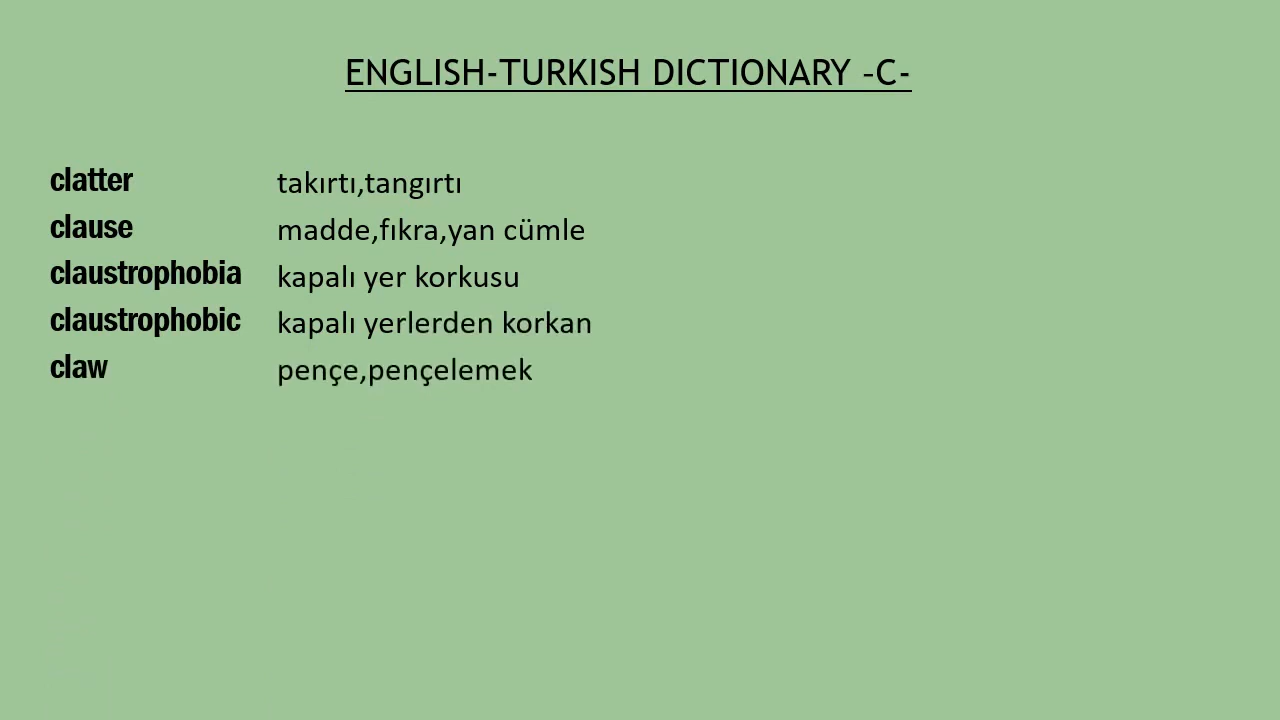 ENGLISH-TURKISH DICTIONARY –C-
clatter takırtı,tangırtı
clause madde,fıkra,yan cümle
claustrophobia kapalı yer korkusu
claustrophobic kapalı yerlerden korkan
claw pençe,pençelemek